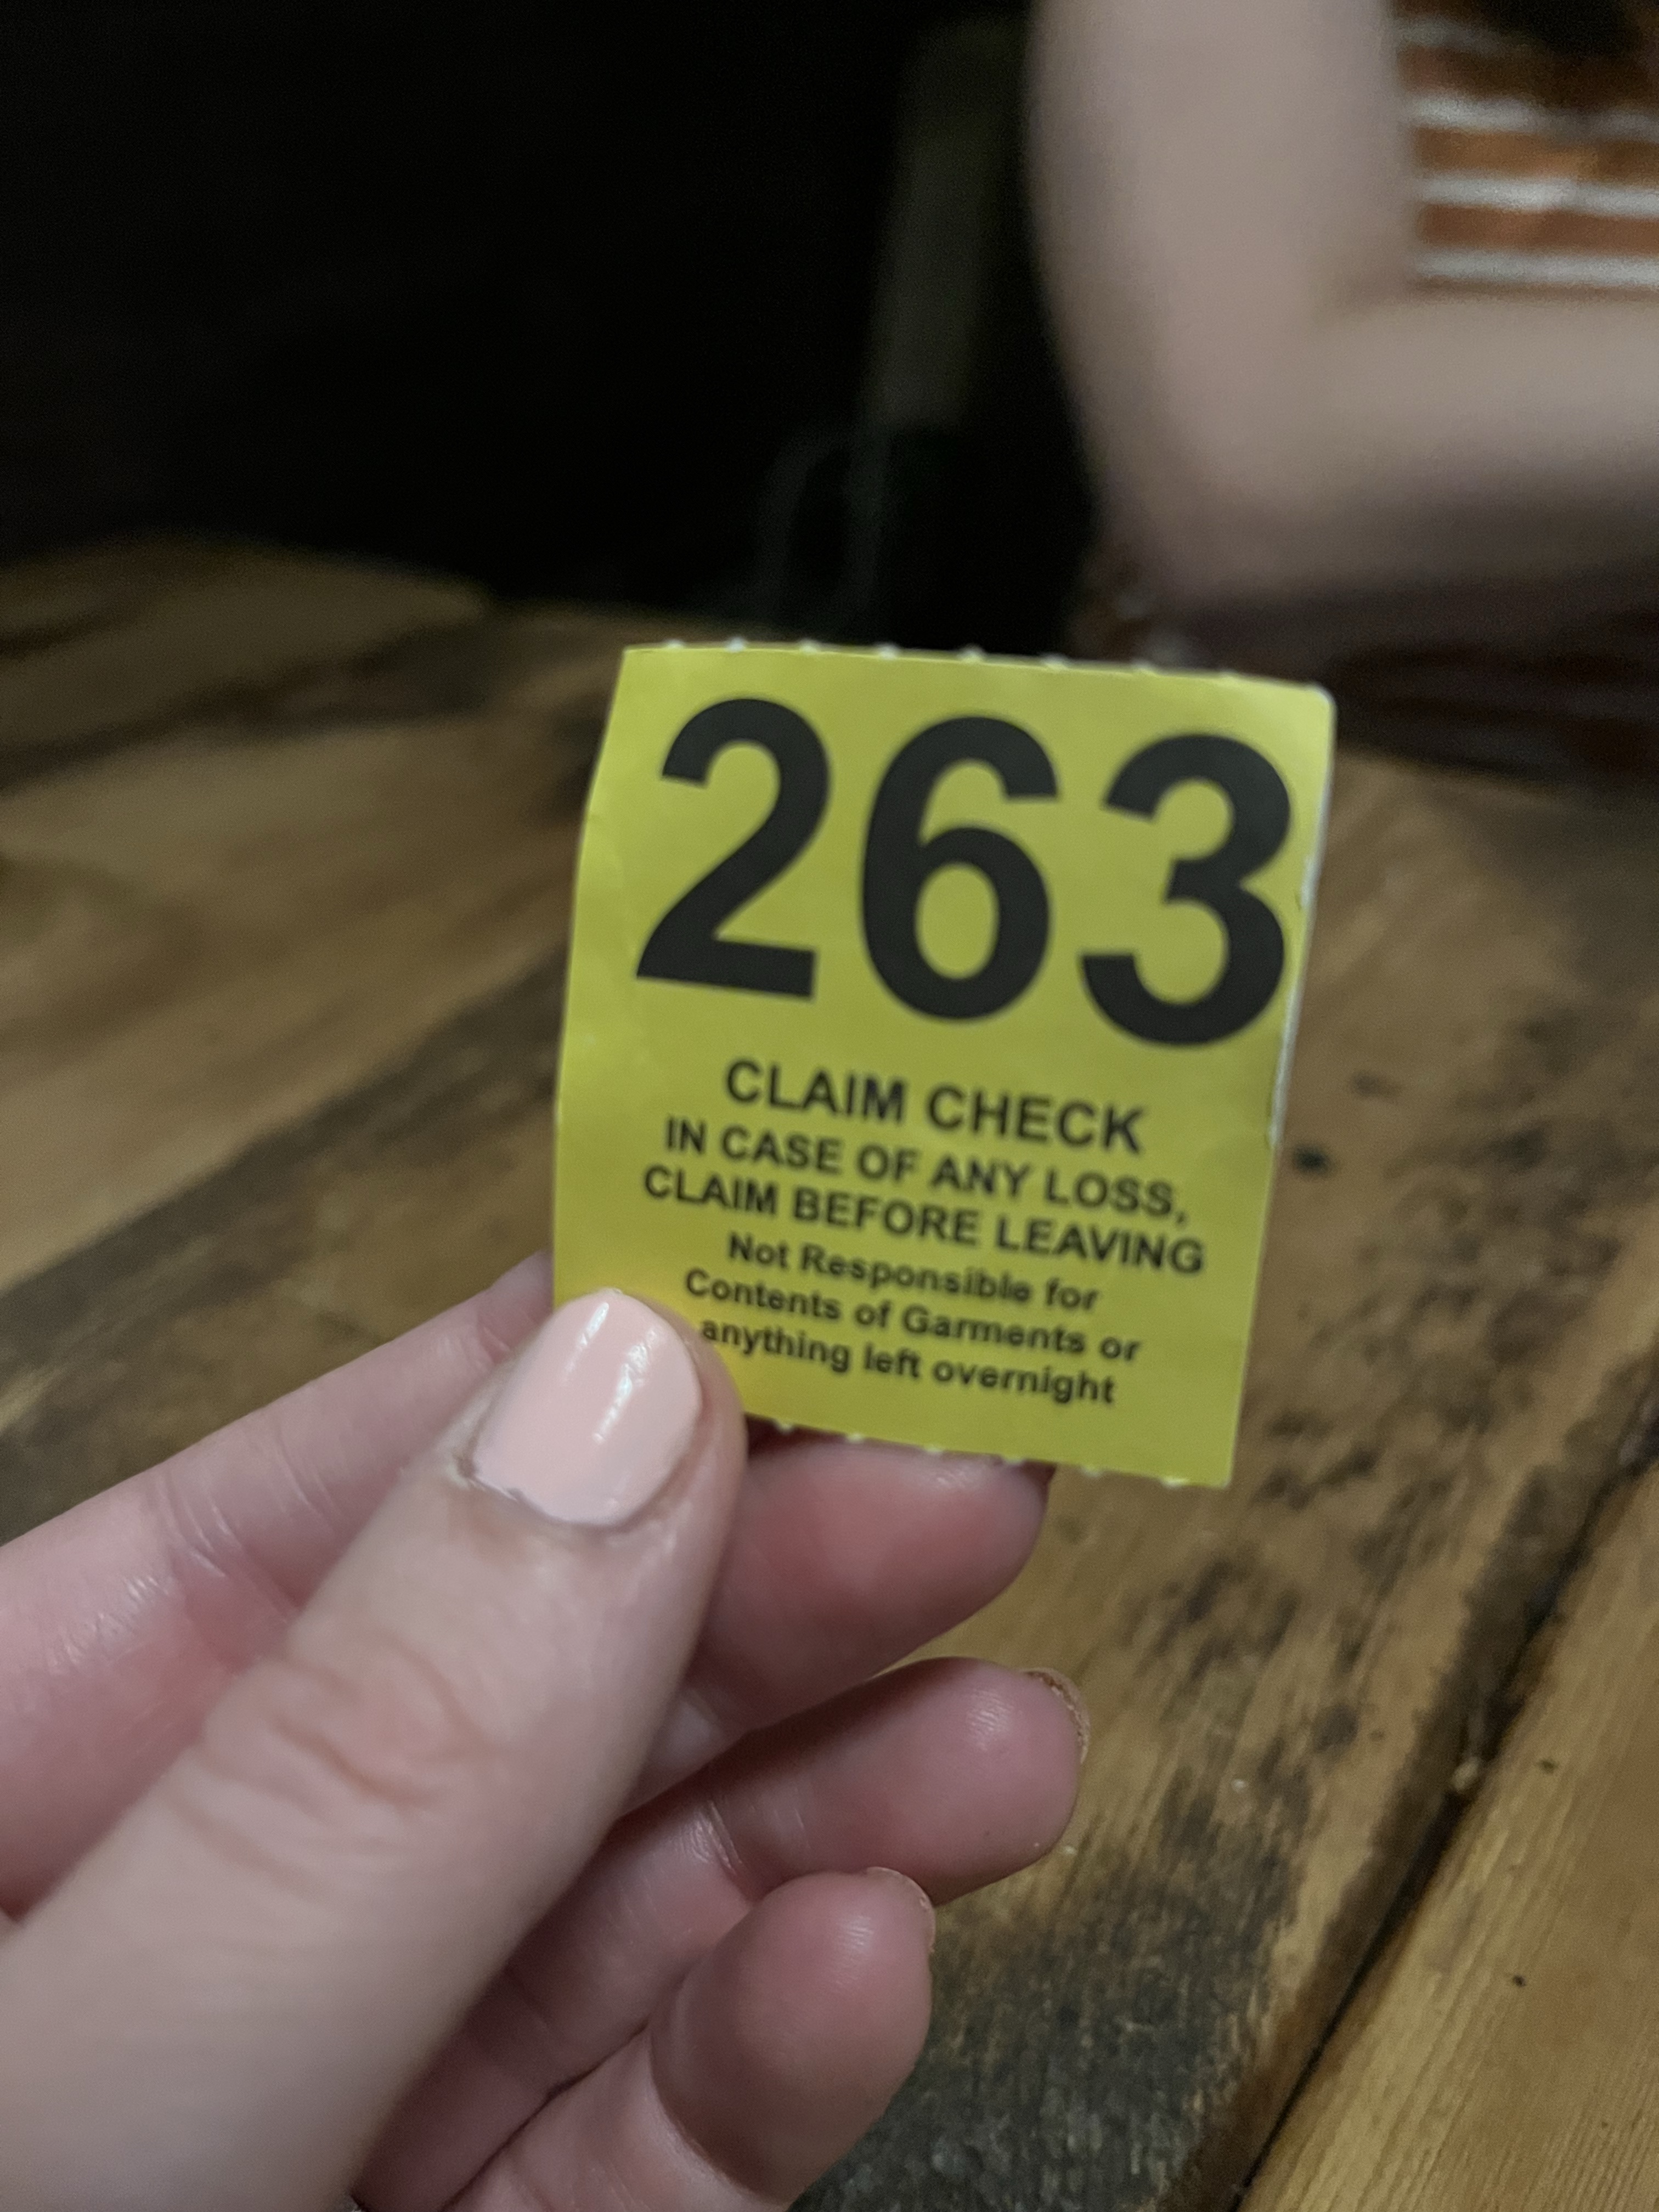 263
CLAIM CHECK
IN CASE OF ANY LOSS,
CLAIM BEFORE LEAVING
Not Responsible for
Contents of Garments or
anything left overnight